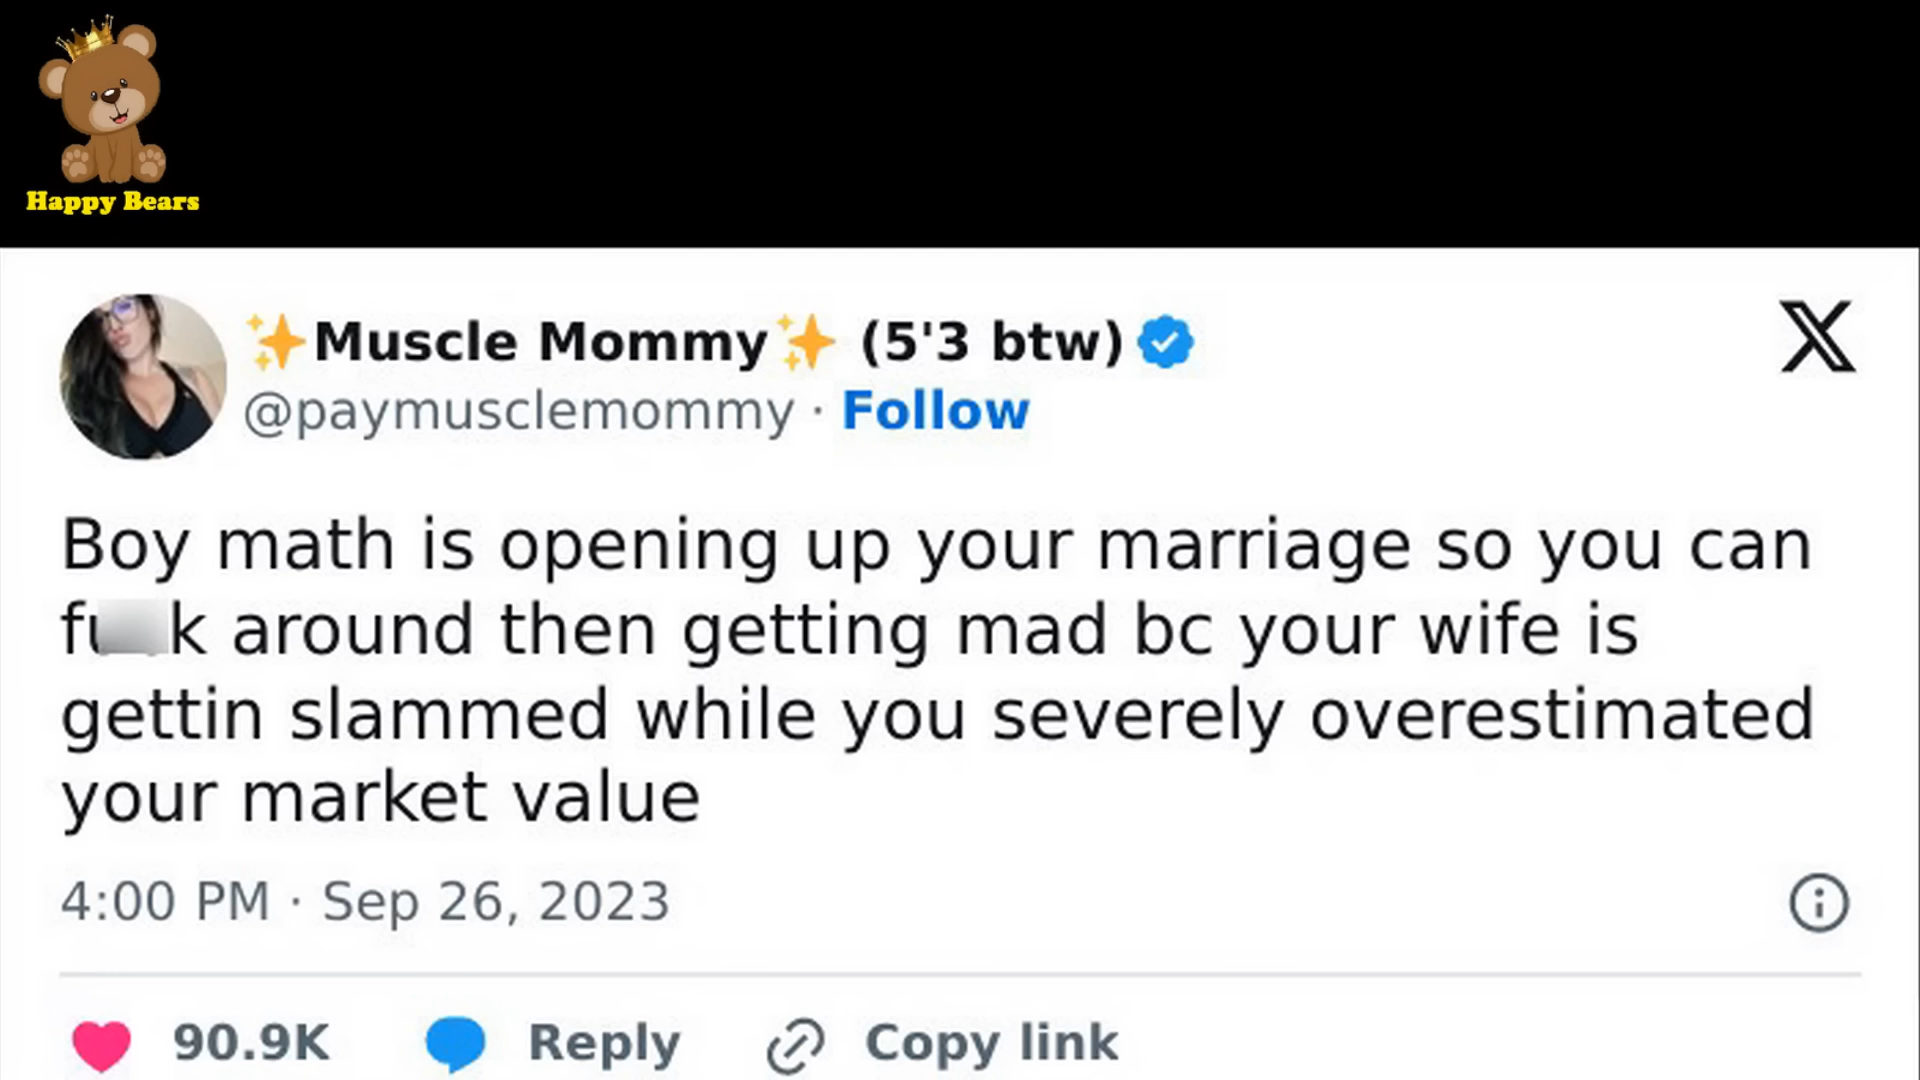 Happy Bears
✨Muscle Mommy✨ (5'3 btw)
@paymusclemommy · Follow
Boy math is opening up your marriage so you can
fu k around then getting mad bc your wife is
gettin slammed while you severely overestimated
your market value
4:00 PM · Sep 26, 2023
90.9K Reply Copy link